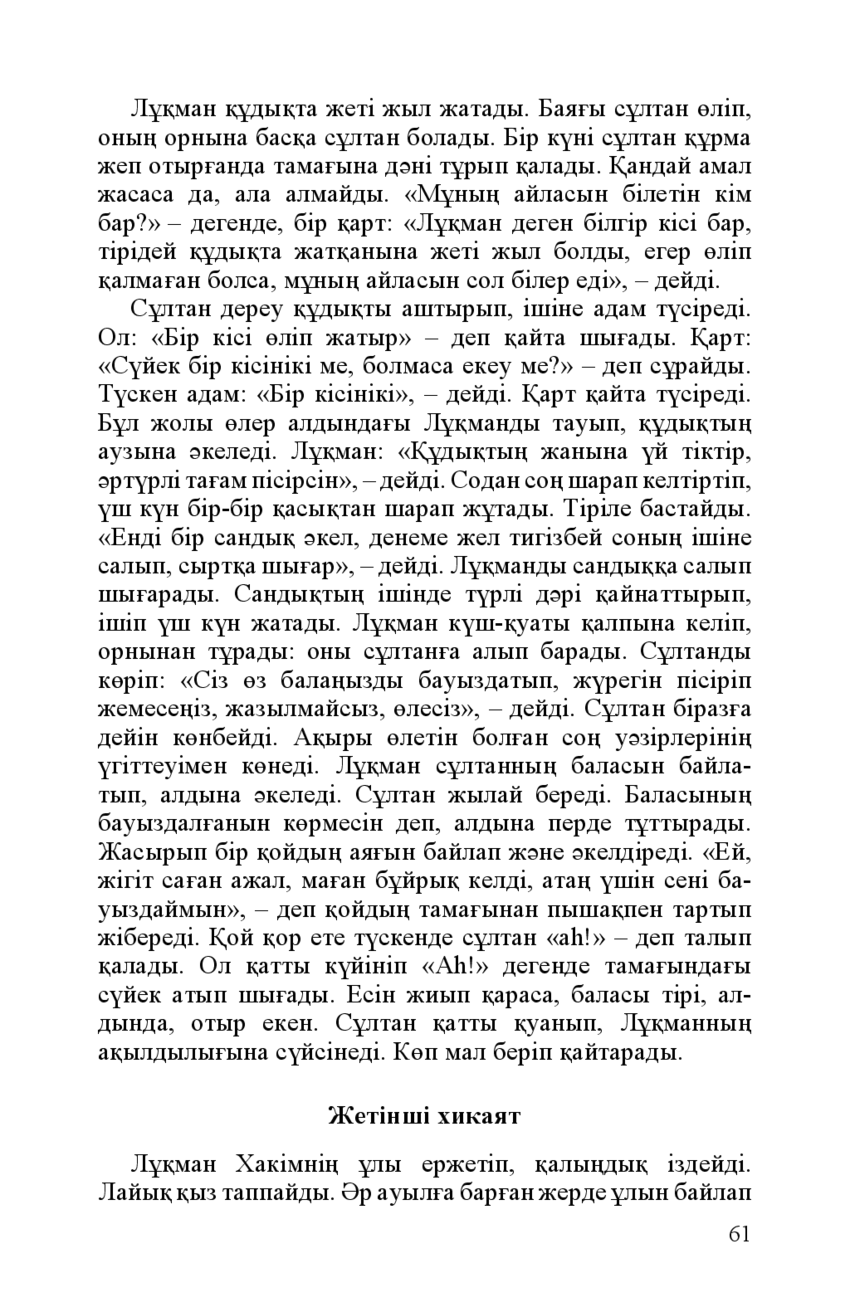 Лұқман құдықта жеті жыл жатады. Баяғы сұлтан өліп,
оның орнына басқа сұлтан болады. Бір күні сұлтан құрма
жеп отырғанда тамағына дәні тұрып қалады. Қандай амал
жасаса да, ала алмайды. «Мұның айласын білетін кім
бар?» – дегенде, бір қарт: «Лұқман деген білгір кісі бар,
тірідей құдықта жатқанына жеті жыл болды, егер өліп
қалмаған болса, мұның айласын сол білер еді», – дейді.
Сұлтан дереу құдықты аштырып, ішіне адам түсіреді.
Ол: «Бір кісі өліп жатыр» – деп қайта шығады. Қарт:
«Сүйек бір кісінікі ме, болмаса екеу ме?» – деп сұрайды.
Түскен адам: «Бір кісінікі», – дейді. Қарт қайта түсіреді.
Бұл жолы өлер алдындағы Лұқманды тауып, құдықтың
аузына әкеледі. Лұқман: «Құдықтың жанына үй тіктір,
әртүрлі тағам пісірсін», – дейді. Содан соң шарап келтіртіп,
үш күн бір-бір қасықтан шарап жұтады. Тіріле бастайды.
«Енді бір сандық әкел, денеме жел тигізбей соның ішіне
салып, сыртқа шығар», – дейді. Лұқманды сандыққа салып
шығарады. Сандықтың ішінде түрлі дәрі қайнаттырып,
ішіп үш күн жатады. Лұқман күш-қуаты қалпына келіп,
орнынан тұрады: оны сұлтанға алып барады. Сұлтанды
көріп: «Сіз өз балаңызды бауыздатып, жүрегін пісіріп
жемесеңіз, жазылмайсыз, өлесіз», – дейді. Сұлтан біразға
дейін көнбейді. Ақыры өлетін болған соң уәзірлерінің
үгіттеуімен көнеді. Лұқман сұлтанның баласын байла-
тып, алдына әкеледі. Сұлтан жылай береді. Баласының
бауыздалғанын көрмесін деп, алдына перде тұттырады.
Жасырып бір қойдың аяғын байлап және әкелдіреді. «Ей,
жігіт саған ажал, маған бұйрық келді, атаң үшін сені ба-
уыздаймын», – деп қойдың тамағынан пышақпен тартып
жібереді. Қой қор ете түскенде сұлтан «аһ!» – деп талып
қалады. Ол қатты күйініп «Аһ!» дегенде тамағындағы
сүйек атып шығады. Есін жиып қараса, баласы тірі, ал-
дында, отыр екен. Сұлтан қатты қуанып, Лұқманның
ақылдылығына сүйсінеді. Көп мал беріп қайтарады.
Жетінші хикаят
Лұқман Хакімнің ұлы ержетіп, қалыңдық іздейді.
Лайық қыз таппайды. Әр ауылға барған жерде ұлын байлап
61